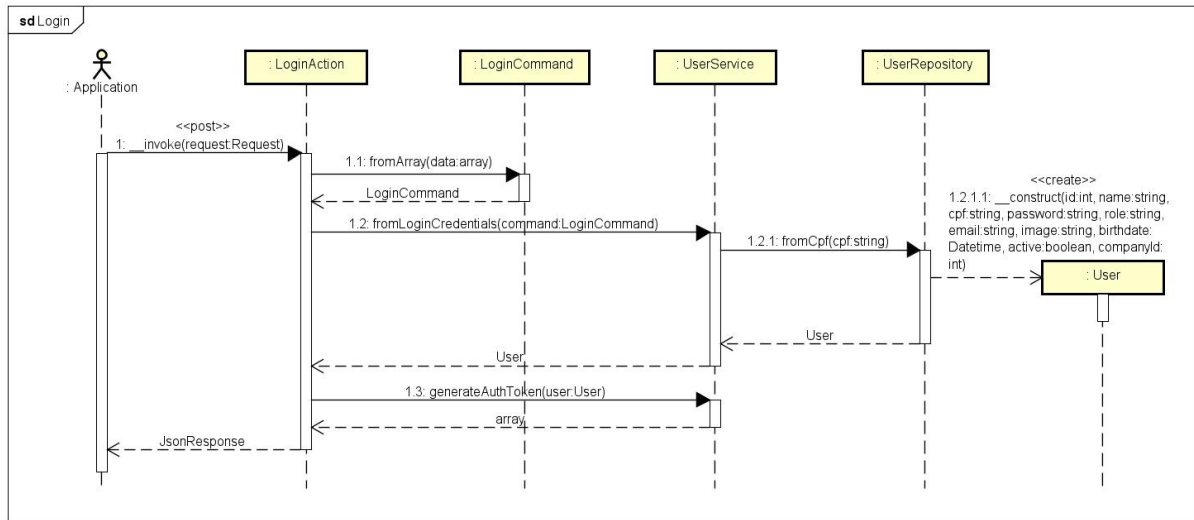 sd Login
: Application
: LoginAction
: LoginCommand
: UserService
: UserRepository
<<post>>
1: __invoke(request:Request)
1.1: fromArray(data:array)
LoginCommand
1.2: fromLoginCredentials(command:LoginCommand)
1.2.1: fromCpf(cpf:string)
<<create>>
1.2.1.1: __construct(id:int, name:string,
cpf:string, password:string, role:string,
email:string, image:string, birthdate:
Datetime, active:boolean, companyId:
int)
: User
User
User
1.3: generateAuthToken(user:User)
array
JsonResponse